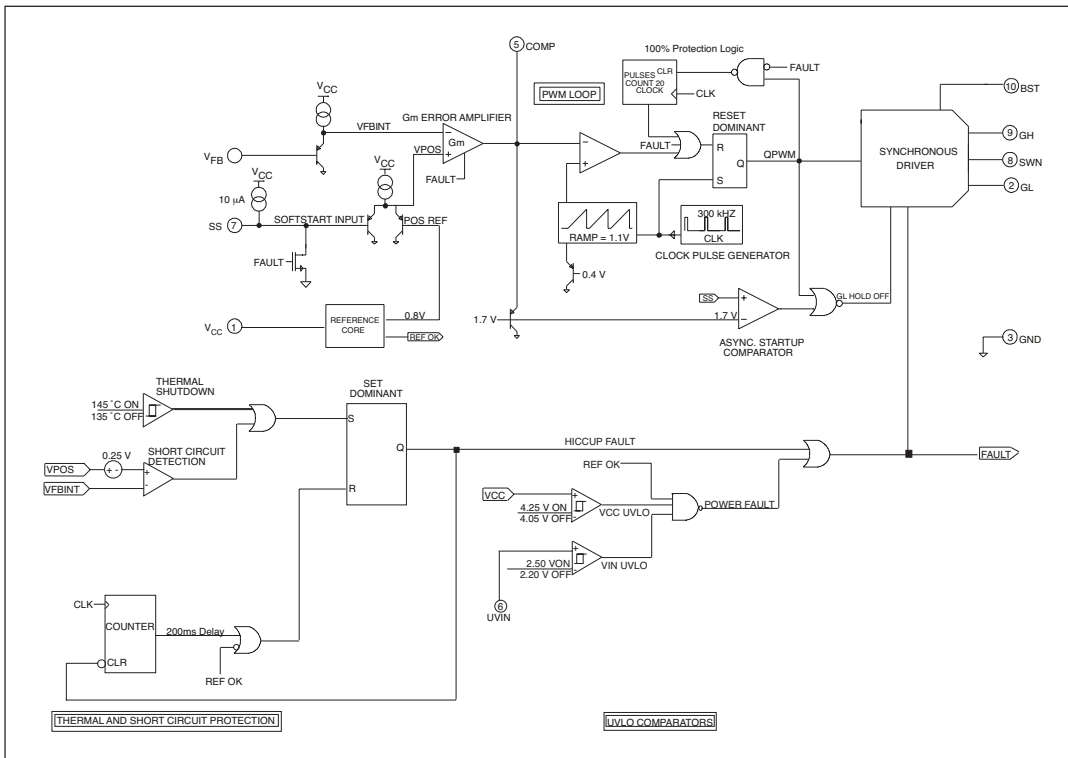 5 COMP
100% Protection Logic
FAULT
PULSES
COUNT 20
CLOCK
CLR
CLK
PWM LOOP
10 BST
VCC
Gm ERROR AMPLIFIER
VFBINT
Gm
VFB
VPOS
VCC
FAULT
RESET
DOMINANT
FAULT
R
Q
S
QPWM
SYNCHRONOUS
DRIVER
9 GH
8 SWN
2 GL
VCC
10 µA
SS 7
SOFTSTART INPUT
POS REF
FAULT
RAMP = 1.1V
300 kHZ
CLK
CLOCK PULSE GENERATOR
0.4 V
VCC 1
REFERENCE
CORE
0.8V
REF OK
1.7 V
SS
+
1.7 V
−
GL HOLD OFF
ASYNC. STARTUP
COMPARATOR
3 GND
THERMAL
SHUTDOWN
145˚C ON
135˚C OFF
SET
DOMINANT
S
Q
R
0.25 V
VPOS
+ -
SHORT CIRCUIT
DETECTION
+
-
VFBINT
HICCUP FAULT
FAULT
REF OK
VCC
+
-
4.25 V ON
4.05 V OFF
VCC UVLO
POWER FAULT
+
-
2.50 VON
2.20 V OFF
VIN UVLO
6
UVIN
CLK
COUNTER
CLR
200ms Delay
REF OK
THERMAL AND SHORT CIRCUIT PROTECTION
UVLO COMPARATORS